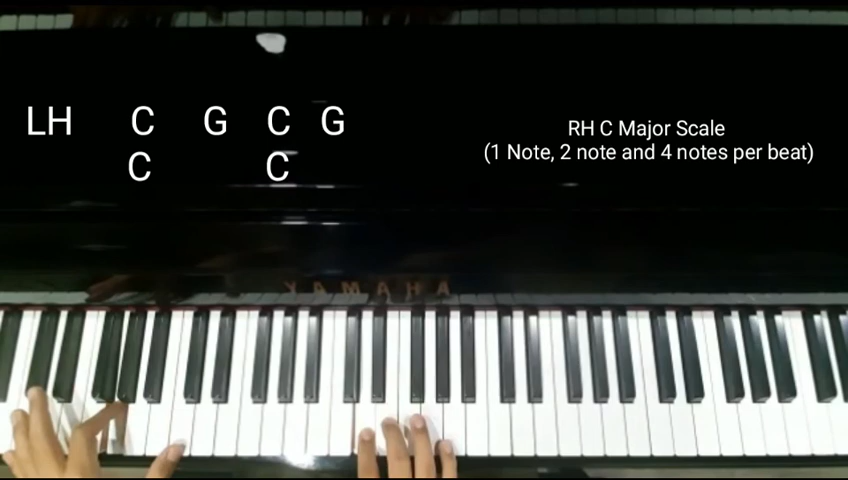 LH C G C G
C C
RH C Major Scale
(1 Note, 2 note and 4 notes per beat)
YAMAHA